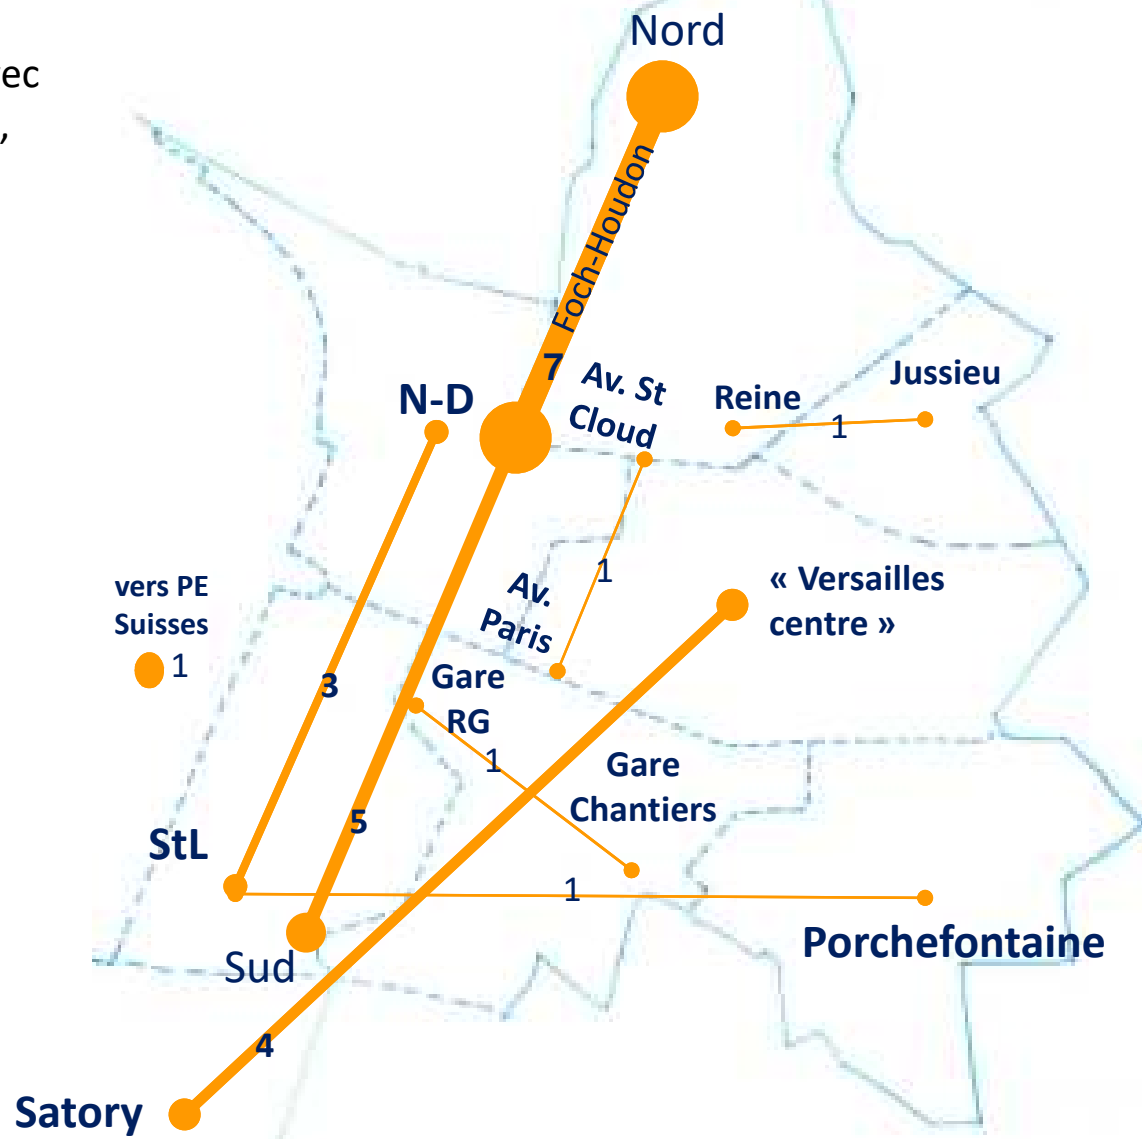 Nord
ec
,
Foch-Houdon
7
Av. St
Cloud
Jussieu
Reine
1
N-D
1
Av.
Paris
vers PE
Suisses
1
« Versailles
centre »
3
Gare
RG
1
Gare
Chantiers
5
StL
1
Sud
Porchefontaine
4
Satory